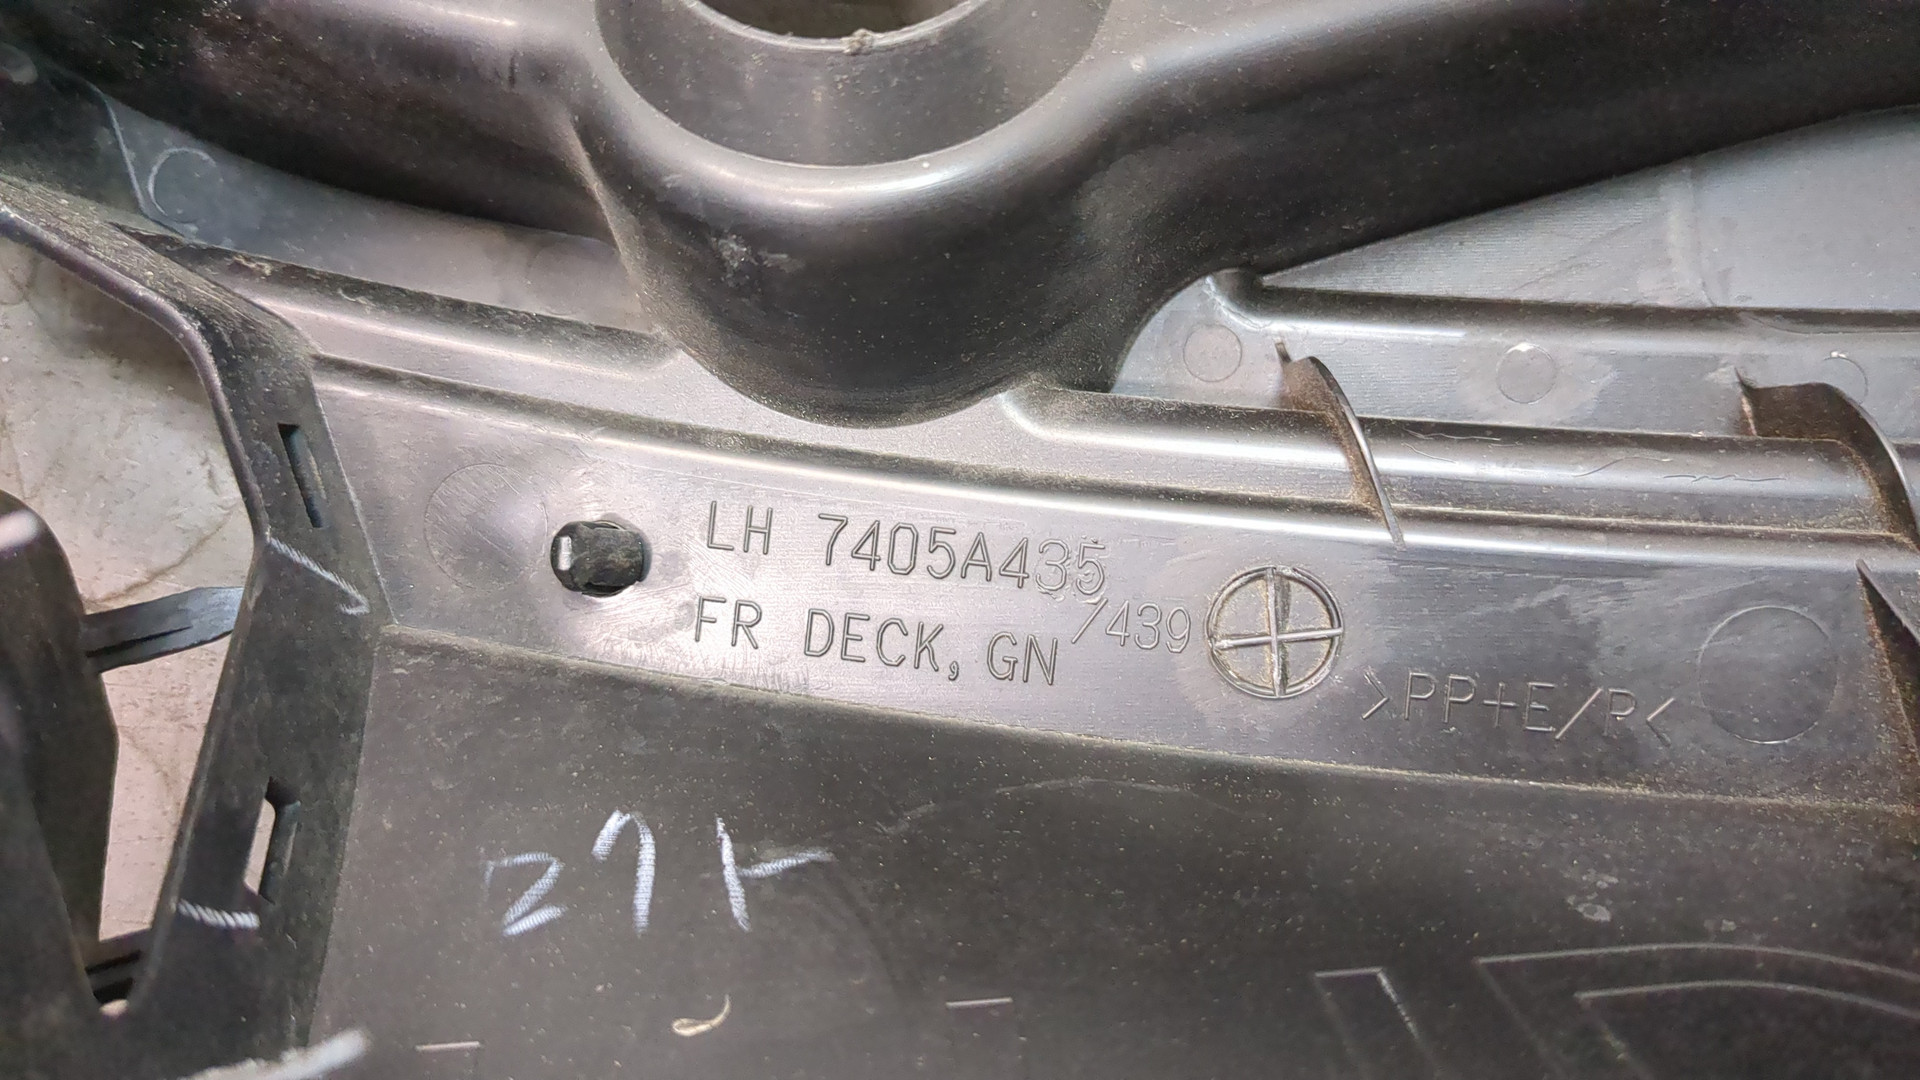 LH 7405A435
/439
FR DECK, GN
>PP+E/P<